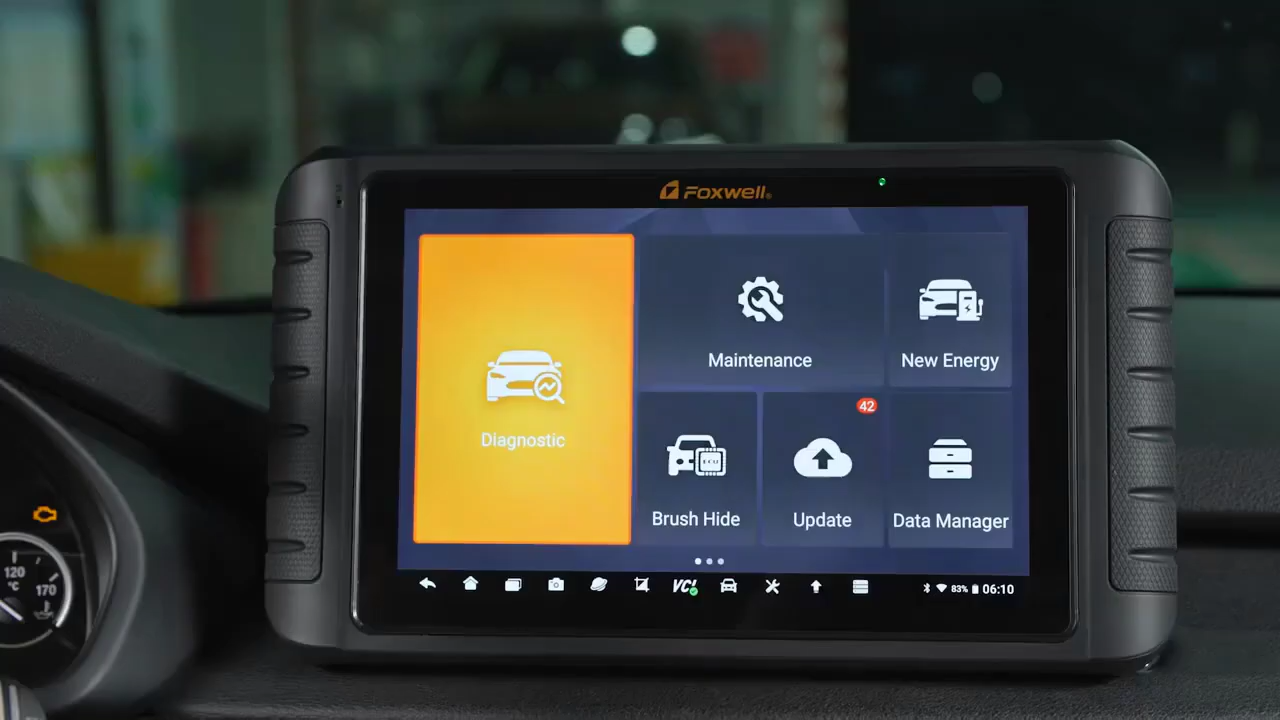 Foxwell®
Diagnostic
Maintenance
New Energy
42
Brush Hide
Update
Data Manager
VCI
83%
06:10
120
°C
170